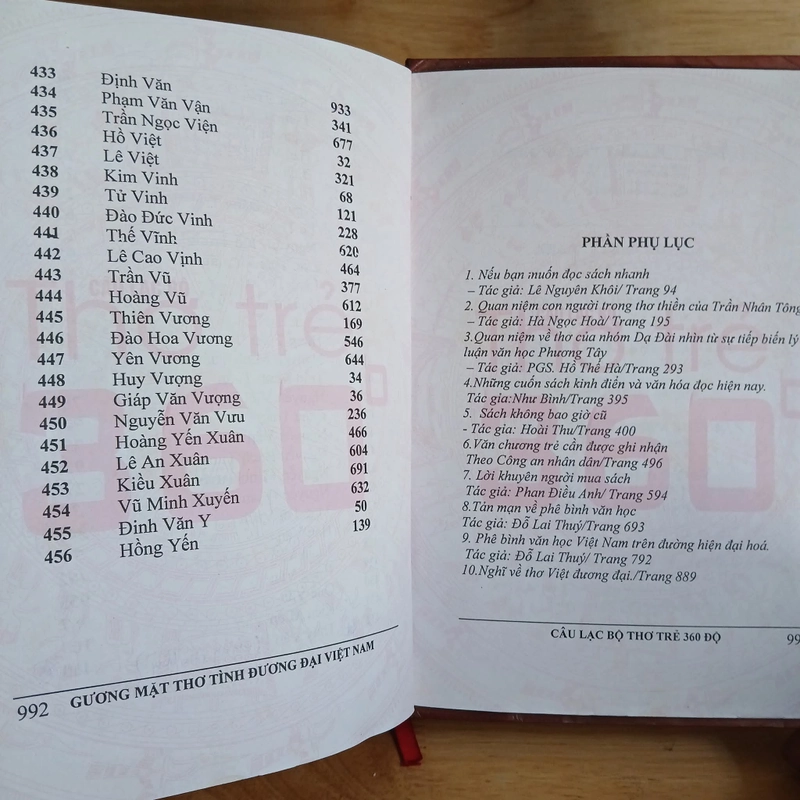 433 Định Văn 933
434 Phạm Văn Vận 341
435 Trần Ngọc Viện 677
436 Hồ Việt 32
437 Lê Việt 321
438 Kim Vinh 68
439 Từ Vinh 121
440 Đào Đức Vinh 228
441 Thế Vĩnh 620
442 Lê Cao Vịnh 464
443 Trần Vũ 377
444 Hoàng Vũ 612
445 Thiên Vương 169
446 Đào Hoa Vương 546
447 Yên Vương 644
448 Huy Vượng 34
449 Giáp Văn Vượng 36
450 Nguyễn Văn Vưu 236
451 Hoàng Yến Xuân 466
452 Lê An Xuân 604
453 Kiều Xuân 691
454 Vũ Minh Xuyến 632
455 Đinh Văn Y 50
456 Hồng Yến 139
992 GƯƠNG MẶT THƠ TÌNH ĐƯƠNG ĐẠI VIỆT NAM
PHẦN PHỤ LỤC
1. Nếu bạn muốn đọc sách nhanh
– Tác giả: Lê Nguyên Khôi/ Trang 94
2. Quan niệm con người trong thơ thiền của Trần Nhân Tông
– Tác giả: Hà Ngọc Hoà/ Trang 195
3.Quan niệm về thơ của nhóm Dạ Đài nhìn từ sự tiếp biến lý
luận văn học Phương Tây
– Tác giả: PGS. Hồ Thế Hà/Trang 293
4.Những cuốn sách kinh điển và văn hóa đọc hiện nay.
Tác giả:Như Bình/Trang 395
5. Sách không bao giờ cũ
- Tác gia: Hoài Thu/Trang 400
6.Văn chương trẻ cần được ghi nhận
Theo Công an nhân dân/Trang 496
7. Lời khuyên người mua sách
Tác giả: Phan Điều Anh/ Trang 594
8.Tản mạn về phê bình văn học
Tác giả: Đỗ Lai Thuý/Trang 693
9. Phê bình văn học Việt Nam trên đường hiện đại hoá.
Tác giả: Đỗ Lai Thuý/ Trang 792
10.Nghĩ về thơ Việt đương đại./Trang 889
CÂU LẠC BỘ THƠ TRẺ 360 ĐỘ